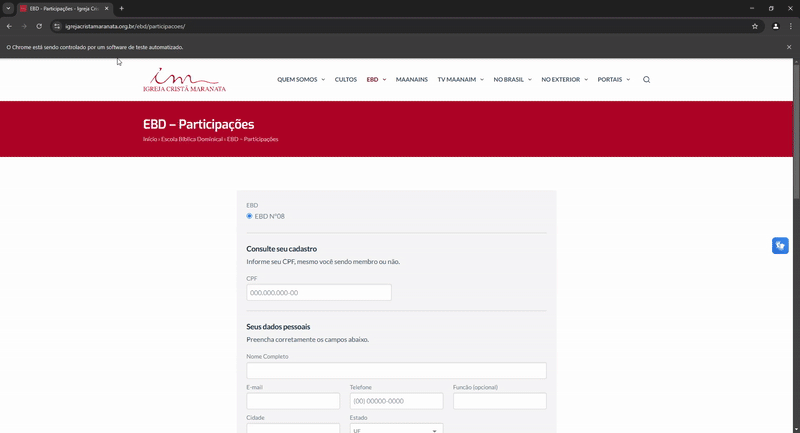 EBD – Participações - Igreja Cris
igrejacristamaranata.org.br/ebd/participacoes/
O Chrome está sendo controlado por um software de teste automatizado.
im
IGREJA CRISTÃ MARANATA
QUEM SOMOS CULTOS EBD MAANAINS TV MAANAIM NO BRASIL NO EXTERIOR PORTAIS
EBD – Participações
Início › Escola Bíblica Dominical › EBD – Participações
EBD
EBD N°08
Consulte seu cadastro
Informe seu CPF, mesmo você sendo membro ou não.
CPF
000.000.000-00
Seus dados pessoais
Preencha corretamente os campos abaixo.
Nome Completo
E-mail Telefone Funcão (opcional)
(00) 00000-0000
Cidade Estado
UF